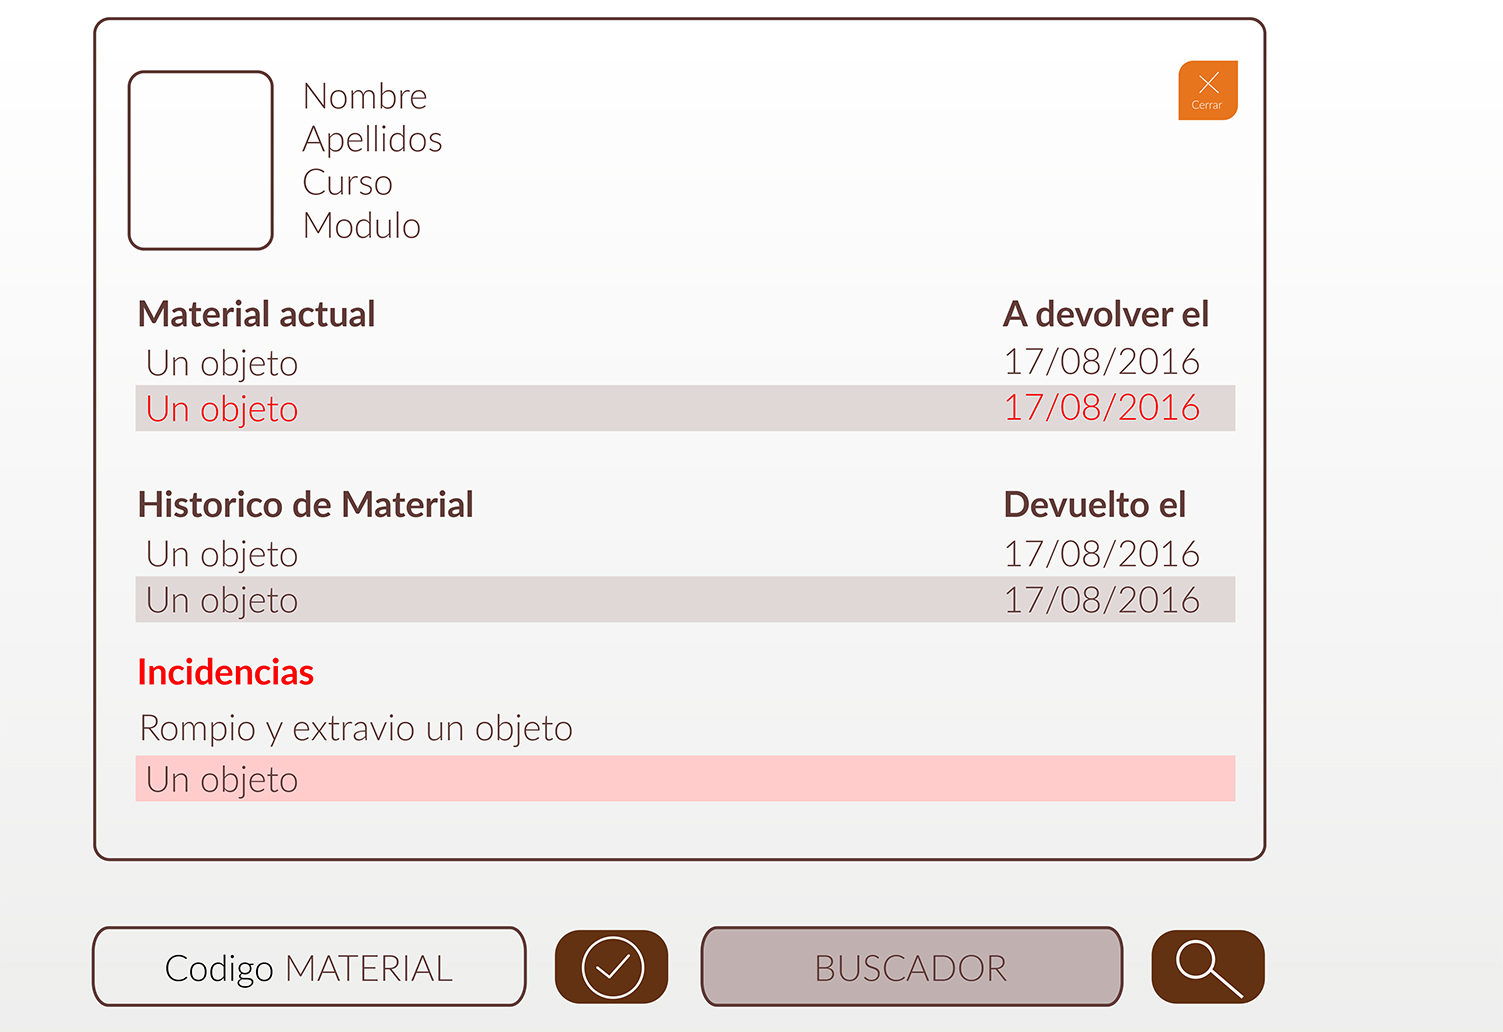 Nombre
Apellidos
Curso
Modulo
Cerrar
Material actual A devolver el
Un objeto 17/08/2016
Un objeto 17/08/2016
Historico de Material Devuelto el
Un objeto 17/08/2016
Un objeto 17/08/2016
Incidencias
Rompio y extravio un objeto
Un objeto
Codigo MATERIAL BUSCADOR